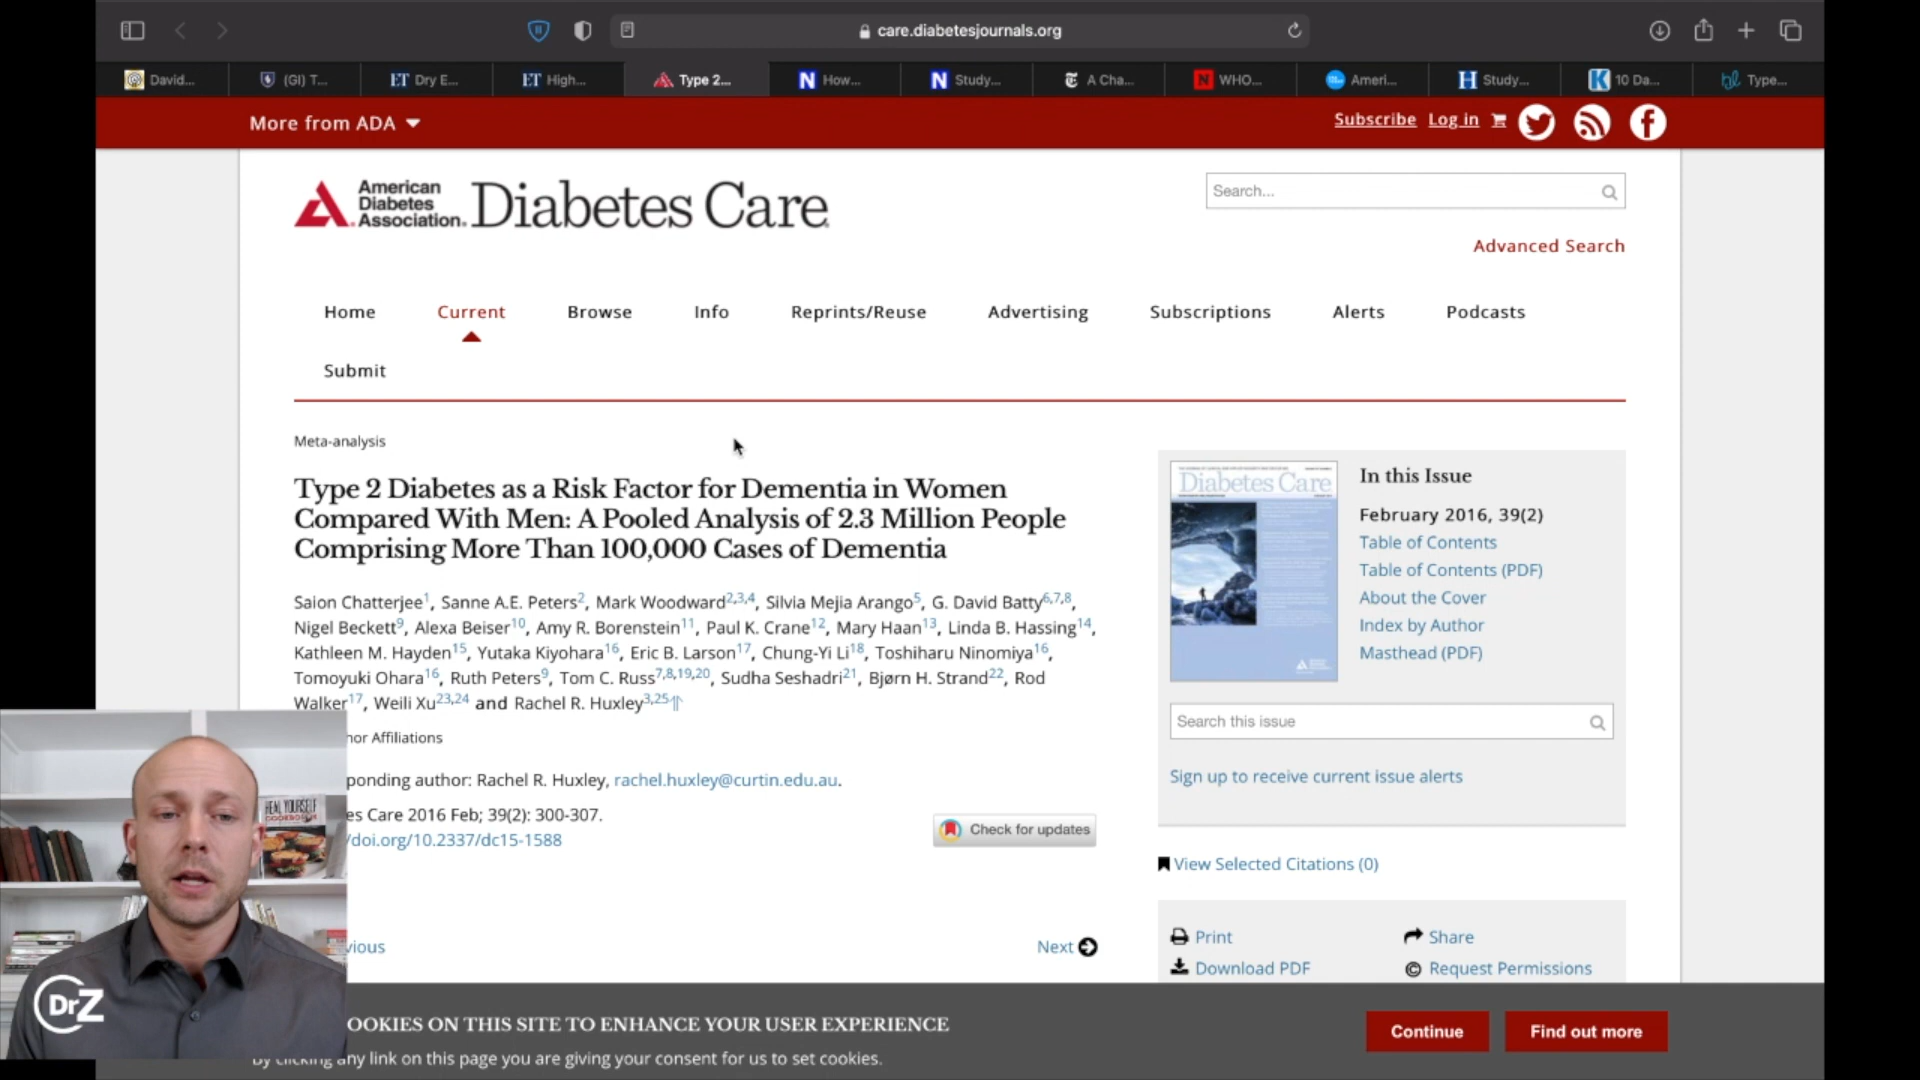 care.diabetesjournals.org
David...
(GI) T...
ET Dry E...
ET High...
Type 2...
N How...
N Study...
A Cha...
N WHO...
Ameri...
H Study...
K 10 Da...
hl Type...
More from ADA
Subscribe Log in
American
Diabetes
Association.
Diabetes Care
Search...
Advanced Search
Home Current Browse Info Reprints/Reuse Advertising Subscriptions Alerts Podcasts
Submit
Meta-analysis
Type 2 Diabetes as a Risk Factor for Dementia in Women
Compared With Men: A Pooled Analysis of 2.3 Million People
Comprising More Than 100,000 Cases of Dementia
Saion Chatterjee1, Sanne A.E. Peters2, Mark Woodward2,3,4, Silvia Mejia Arango5, G. David Batty6,7,8,
Nigel Beckett9, Alexa Beiser10, Amy R. Borenstein11, Paul K. Crane12, Mary Haan13, Linda B. Hassing14,
Kathleen M. Hayden15, Yutaka Kiyohara16, Eric B. Larson17, Chung-Yi Li18, Toshiharu Ninomiya16,
Tomoyuki Ohara16, Ruth Peters9, Tom C. Russ7,8,19,20, Sudha Seshadri21, Bjørn H. Strand22, Rod
Walker17, Weili Xu23,24 and Rachel R. Huxley3,25
hor Affiliations
ponding author: Rachel R. Huxley, rachel.huxley@curtin.edu.au.
es Care 2016 Feb; 39(2): 300-307.
/doi.org/10.2337/dc15-1588
Check for updates
vious
Next
Diabetes Care
In this Issue
February 2016, 39(2)
Table of Contents
Table of Contents (PDF)
About the Cover
Index by Author
Masthead (PDF)
Search this issue
Sign up to receive current issue alerts
View Selected Citations (0)
Print
Share
Download PDF
Request Permissions
HEAL YOURSELF
COOKBOOK
DrZ
OOKIES ON THIS SITE TO ENHANCE YOUR USER EXPERIENCE
By clicking any link on this page you are giving your consent for us to set cookies.
Continue
Find out more